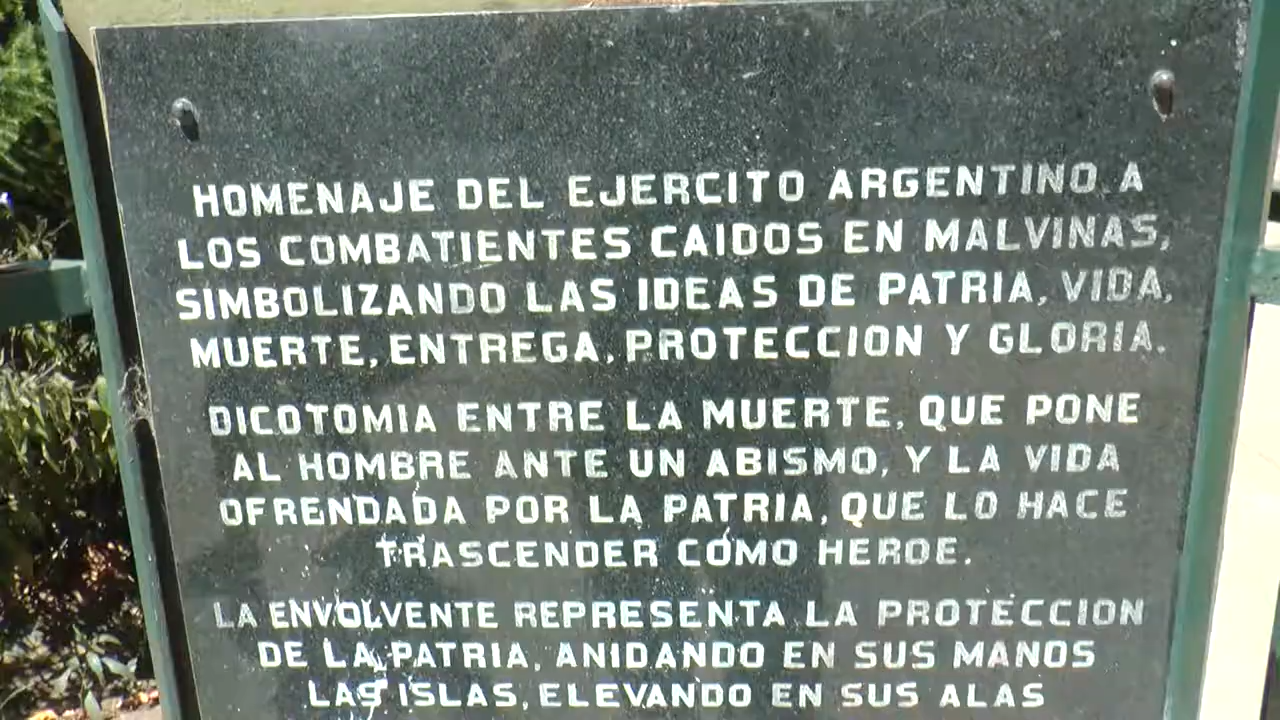 HOMENAJE DEL EJERCITO ARGENTINO A
LOS COMBATIENTES CAIDOS EN MALVINAS,
SIMBOLIZANDO LAS IDEAS DE PATRIA, VIDA,
MUERTE, ENTREGA, PROTECCION Y GLORIA.
DICOTOMIA ENTRE LA MUERTE, QUE PONE
AL HOMBRE ANTE UN ABISMO, Y LA VIDA
OFRENDADA POR LA PATRIA, QUE LO HACE
TRASCENDER COMO HEROE.
LA ENVOLVENTE REPRESENTA LA PROTECCION
DE LA PATRIA, ANIDANDO EN SUS MANOS
LAS ISLAS, ELEVANDO EN SUS ALAS